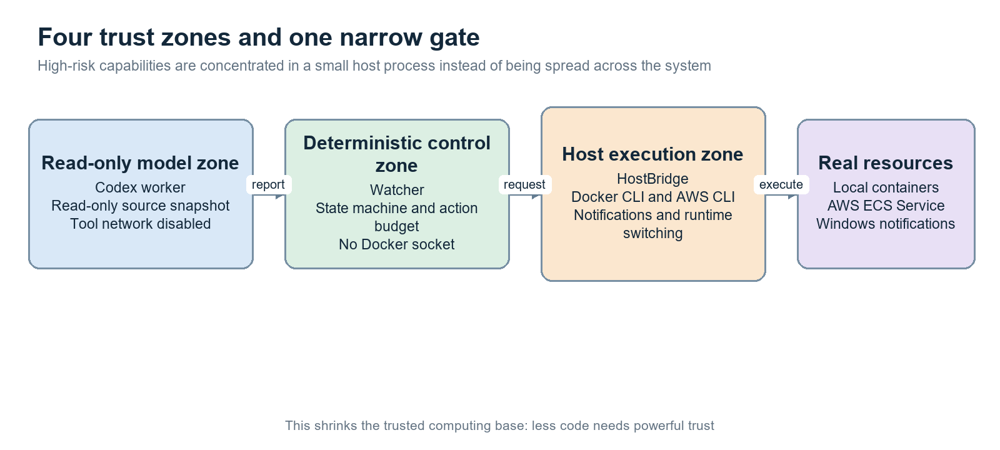 Four trust zones and one narrow gate
High-risk capabilities are concentrated in a small host process instead of being spread across the system
Read-only model zone
Codex worker
Read-only source snapshot
Tool network disabled
report
Deterministic control
zone
Watcher
State machine and action
budget
No Docker socket
request
Host execution zone
HostBridge
Docker CLI and AWS CLI
Notifications and runtime
switching
execute
Real resources
Local containers
AWS ECS Service
Windows notifications
This shrinks the trusted computing base: less code needs powerful trust